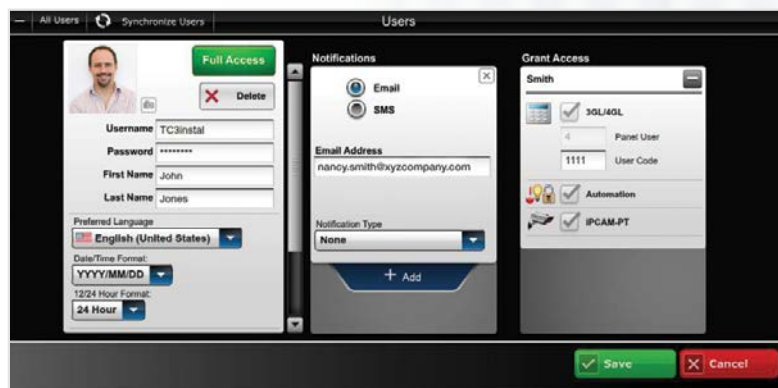 All Users Synchronize Users Users
Full Access
Delete
Username TC3instal
Password ********
First Name John
Last Name Jones
Preferred Language
English (United States)
Date/Time Format:
YYYY/MM/DD
12/24 Hour Format:
24 Hour
Notifications
Email
SMS
Email Address
nancy.smith@xyzcompany.com
Notification Type
None
+ Add
Grant Access
Smith
3GL/4GL
4 Panel User
1111 User Code
Automation
IPCAM-PT
Save Cancel